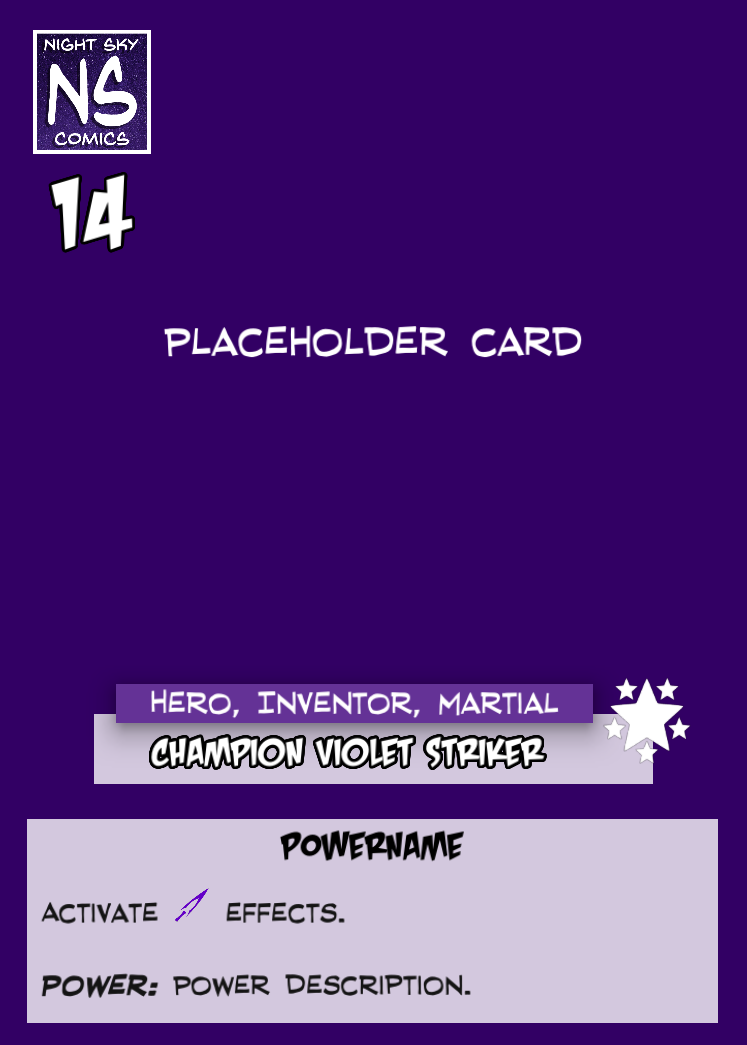 NIGHT SKY
NS
COMICS
14
PLACEHOLDER CARD
HERO, INVENTOR, MARTIAL
CHAMPION VIOLET STRIKER
POWERNAME
ACTIVATE EFFECTS.
POWER: POWER DESCRIPTION.